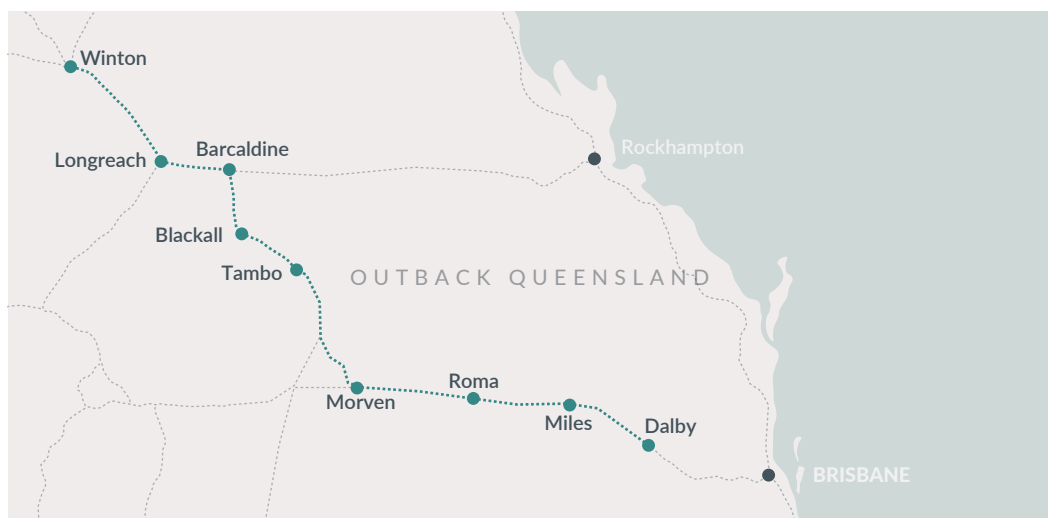 Winton
Rockhampton
Barcaldine
Longreach
Blackall
Tambo
OUTBACK QUEENSLAND
Roma
Morven
Miles
Dalby
BRISBANE